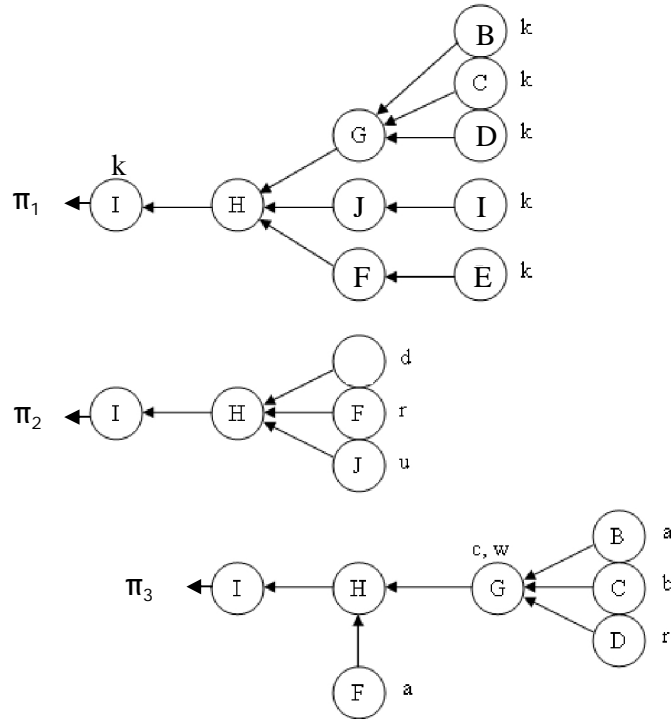 B k
C k
G
D k
k
π1 I H J I k
F E k
d
π2 I H F r
J u
c, w B a
π3 I H G C b
D r
F a